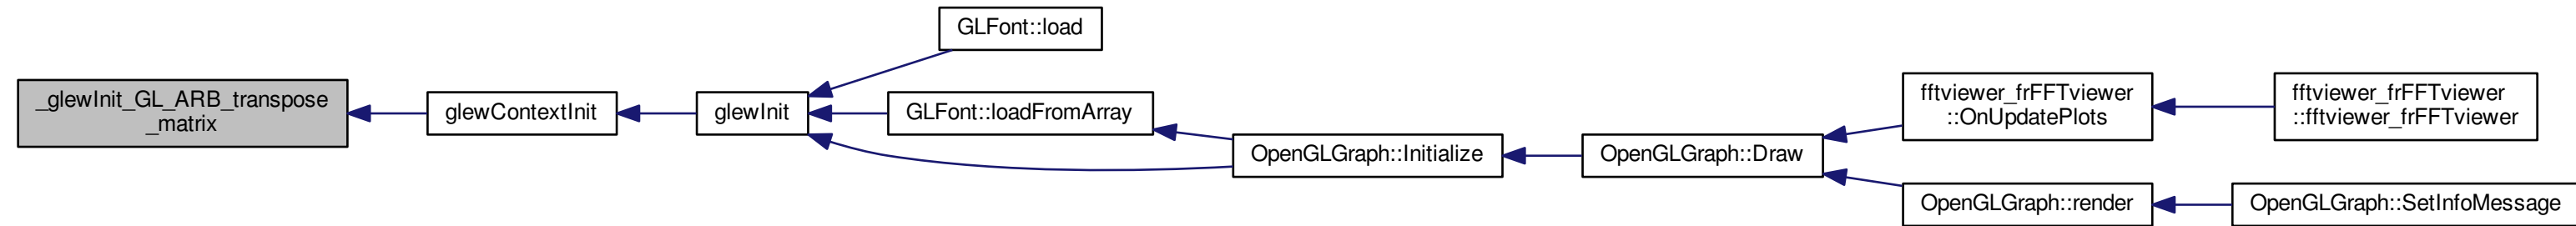 _glewInit_GL_ARB_transpose
_matrix
glewContextInit
glewInit
GLFont::load
GLFont::loadFromArray
OpenGLGraph::Initialize
OpenGLGraph::Draw
fftviewer_frFFTviewer
::OnUpdatePlots
OpenGLGraph::render
fftviewer_frFFTviewer
::fftviewer_frFFTviewer
OpenGLGraph::SetInfoMessage